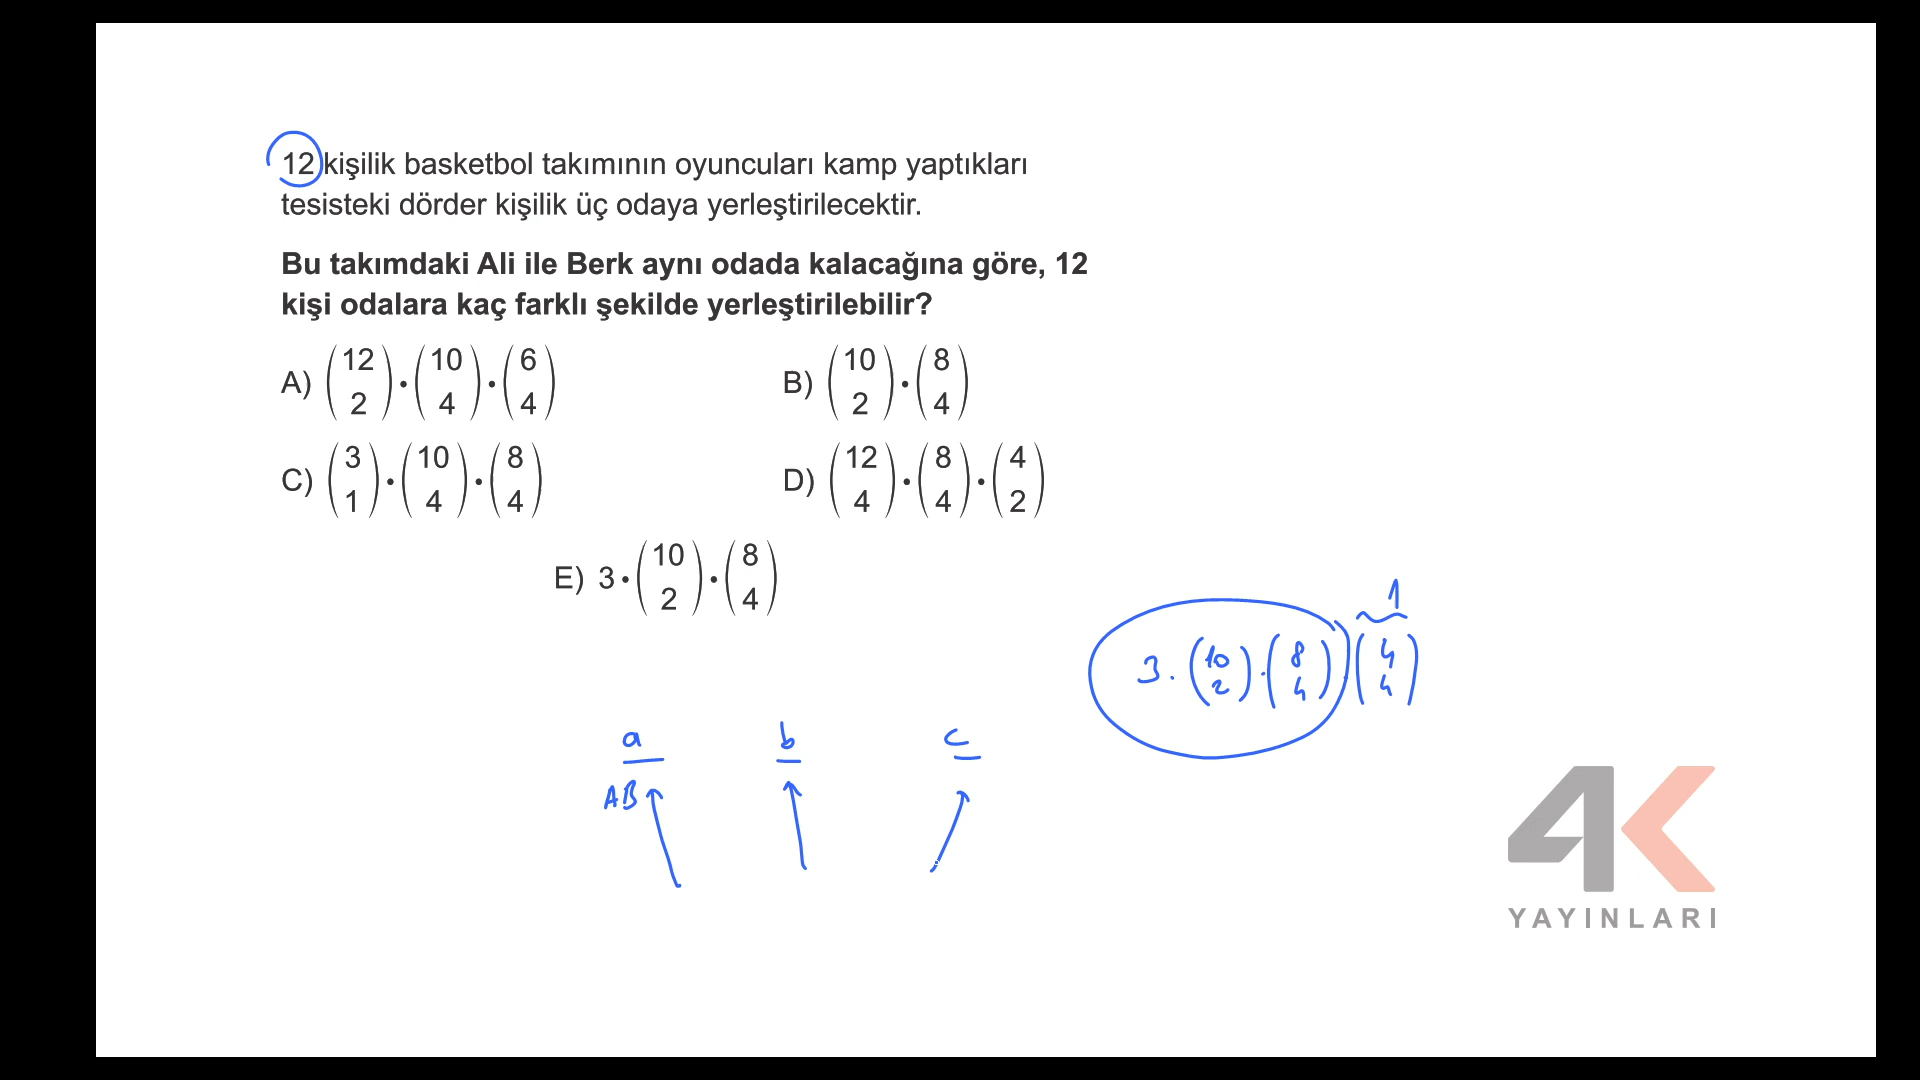 12 kişilik basketbol takımının oyuncuları kamp yaptıkları
tesisteki dörder kişilik üç odaya yerleştirilecektir.
Bu takımdaki Ali ile Berk aynı odada kalacağına göre, 12
kişi odalara kaç farklı şekilde yerleştirilebilir?
A) (12 2) · (10 4) · (6 4)
B) (10 2) · (8 4)
C) (3 1) · (10 4) · (8 4)
D) (12 4) · (8 4) · (4 2)
E) 3 · (10 2) · (8 4)
1
3 . (10 2) . (8 4) . (4 4)
a b c
AB
4K
YAYINLARI